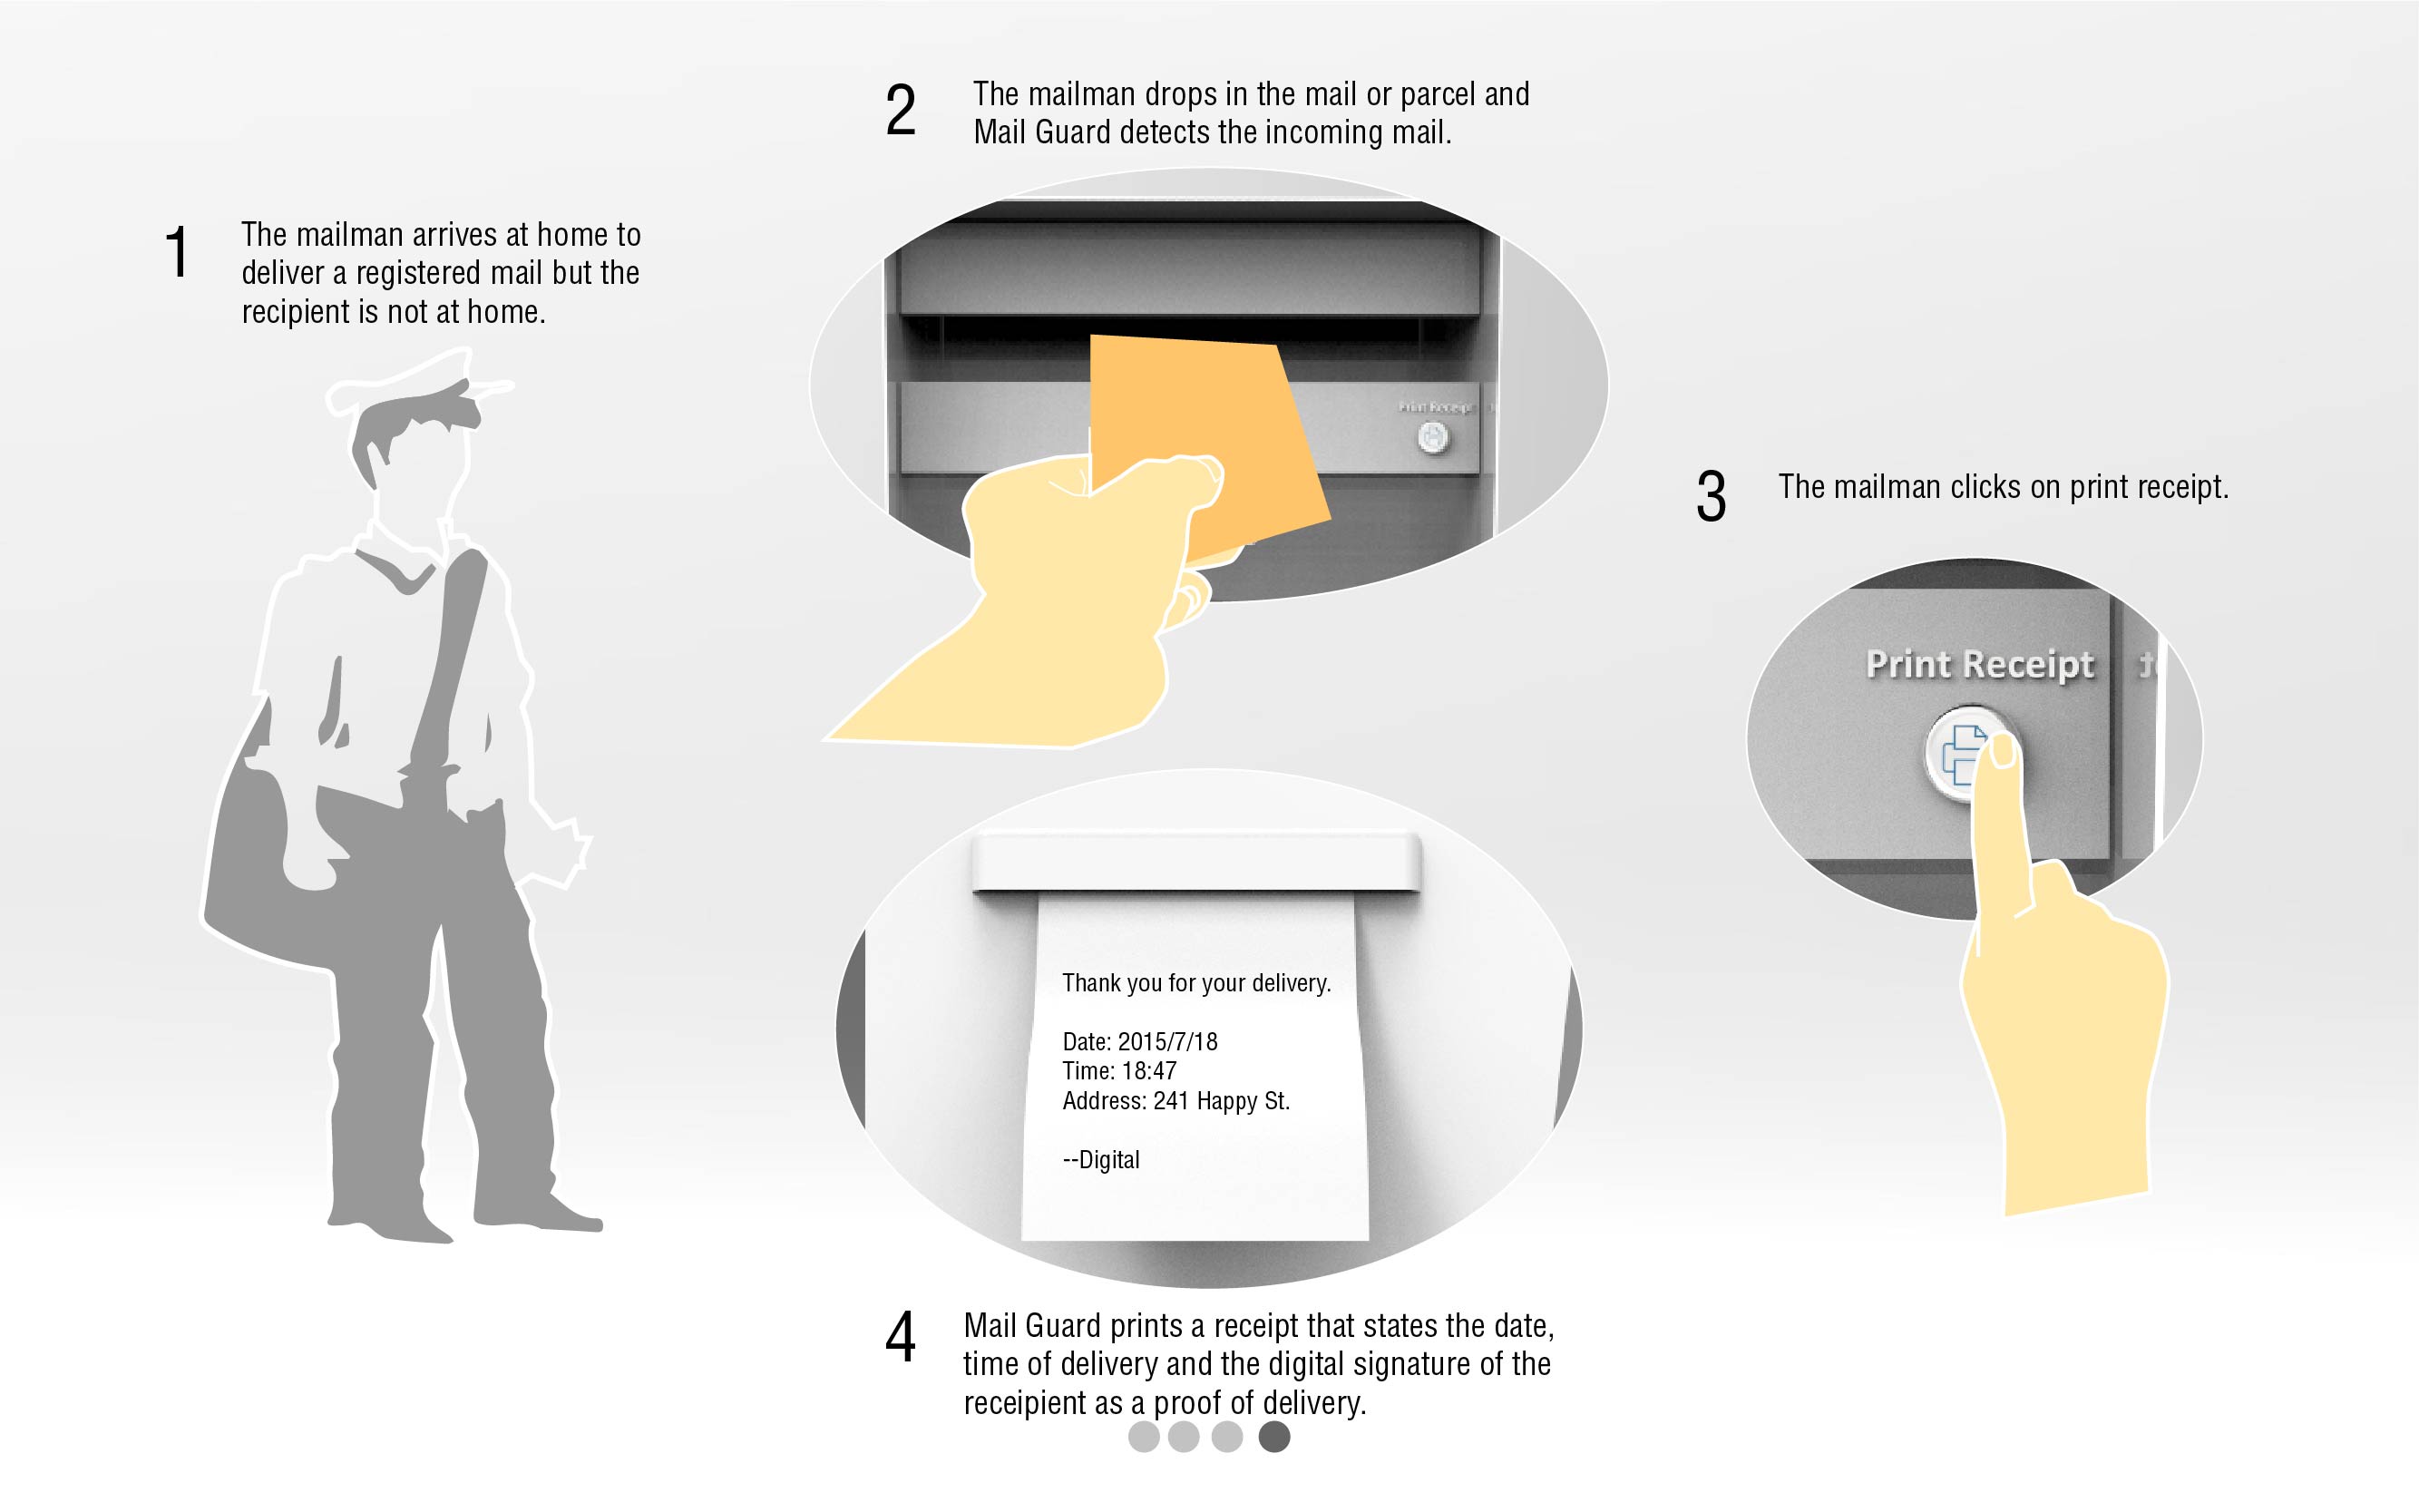 1
The mailman arrives at home to
deliver a registered mail but the
recipient is not at home.
2
The mailman drops in the mail or parcel and
Mail Guard detects the incoming mail.
Print Receipt
3
The mailman clicks on print receipt.
Print Receipt
Thank you for your delivery.
Date: 2015/7/18
Time: 18:47
Address: 241 Happy St.
--Digital
4
Mail Guard prints a receipt that states the date,
time of delivery and the digital signature of the
receipient as a proof of delivery.